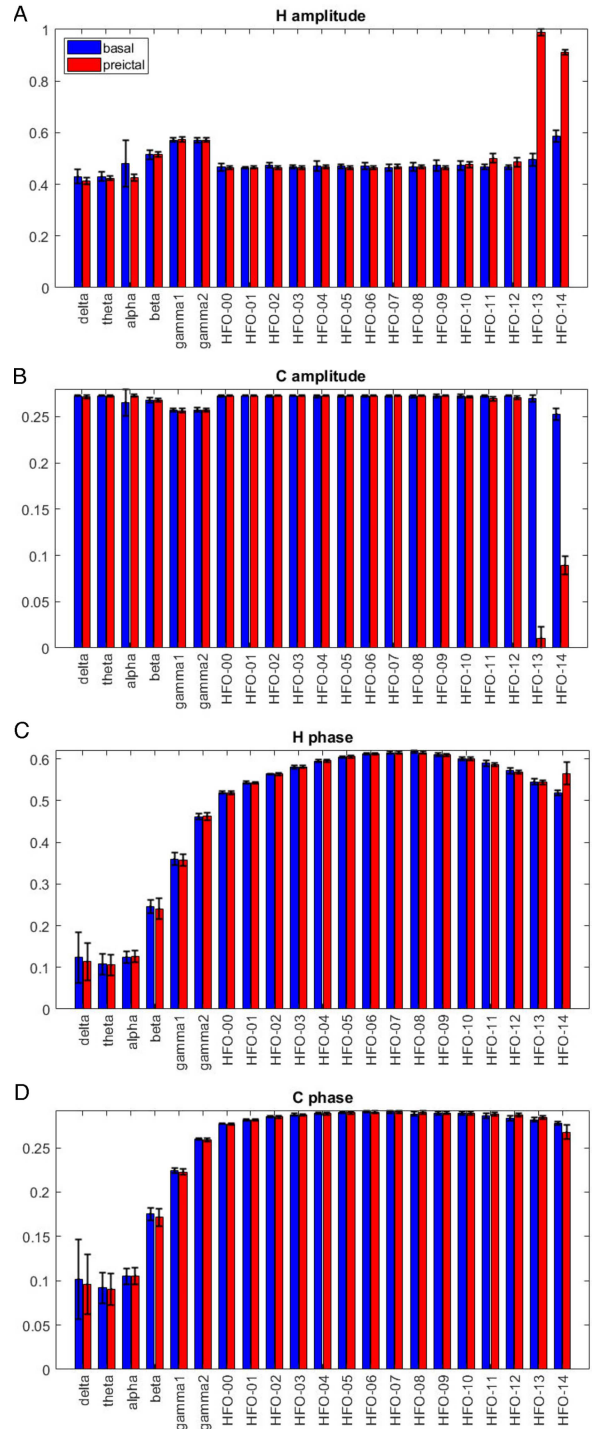 A
H amplitude
1
0.8
0.6
0.4
0.2
0
basal
preictal
delta
theta
alpha
beta
gamma1
gamma2
HFO-00
HFO-01
HFO-02
HFO-03
HFO-04
HFO-05
HFO-06
HFO-07
HFO-08
HFO-09
HFO-10
HFO-11
HFO-12
HFO-13
HFO-14
B
C amplitude
0.25
0.2
0.15
0.1
0.05
0
delta
theta
alpha
beta
gamma1
gamma2
HFO-00
HFO-01
HFO-02
HFO-03
HFO-04
HFO-05
HFO-06
HFO-07
HFO-08
HFO-09
HFO-10
HFO-11
HFO-12
HFO-13
HFO-14
C
H phase
0.6
0.5
0.4
0.3
0.2
0.1
0
delta
theta
alpha
beta
gamma1
gamma2
HFO-00
HFO-01
HFO-02
HFO-03
HFO-04
HFO-05
HFO-06
HFO-07
HFO-08
HFO-09
HFO-10
HFO-11
HFO-12
HFO-13
HFO-14
D
C phase
0.25
0.2
0.15
0.1
0.05
0
delta
theta
alpha
beta
gamma1
gamma2
HFO-00
HFO-01
HFO-02
HFO-03
HFO-04
HFO-05
HFO-06
HFO-07
HFO-08
HFO-09
HFO-10
HFO-11
HFO-12
HFO-13
HFO-14